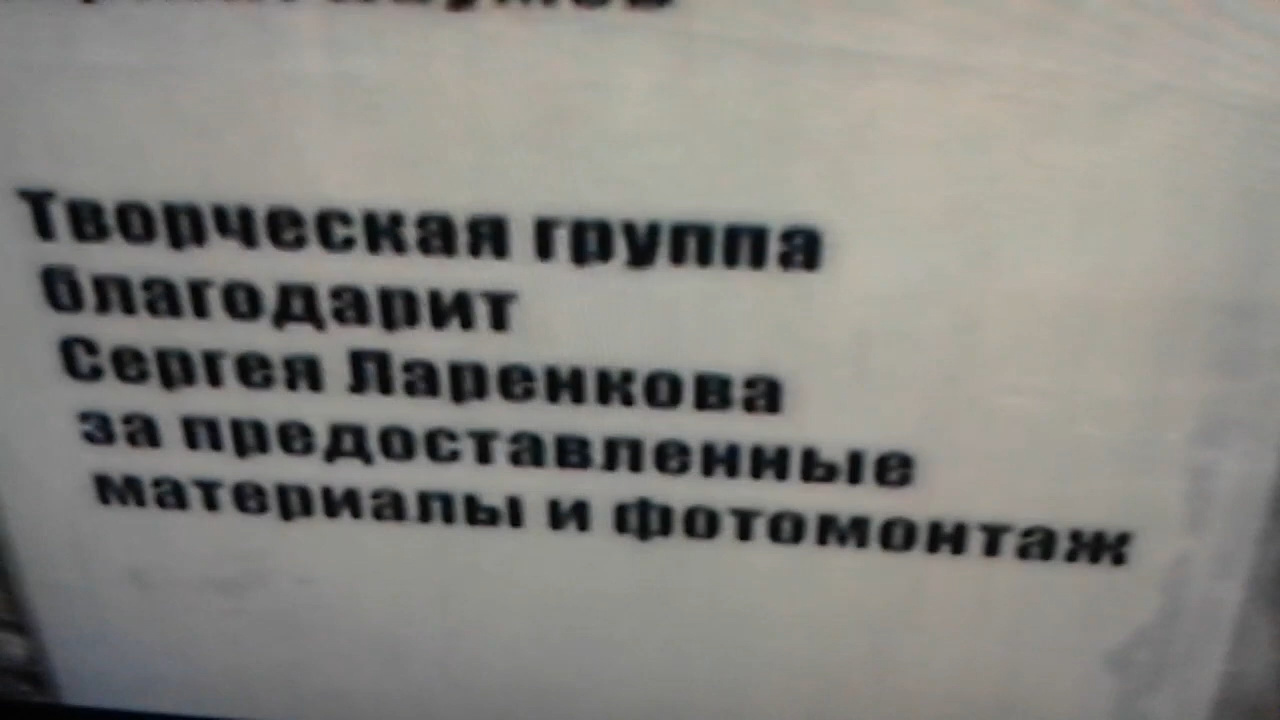 Творческая группа
благодарит
Сергея Ларенкова
за предоставленные
материалы и фотомонтаж